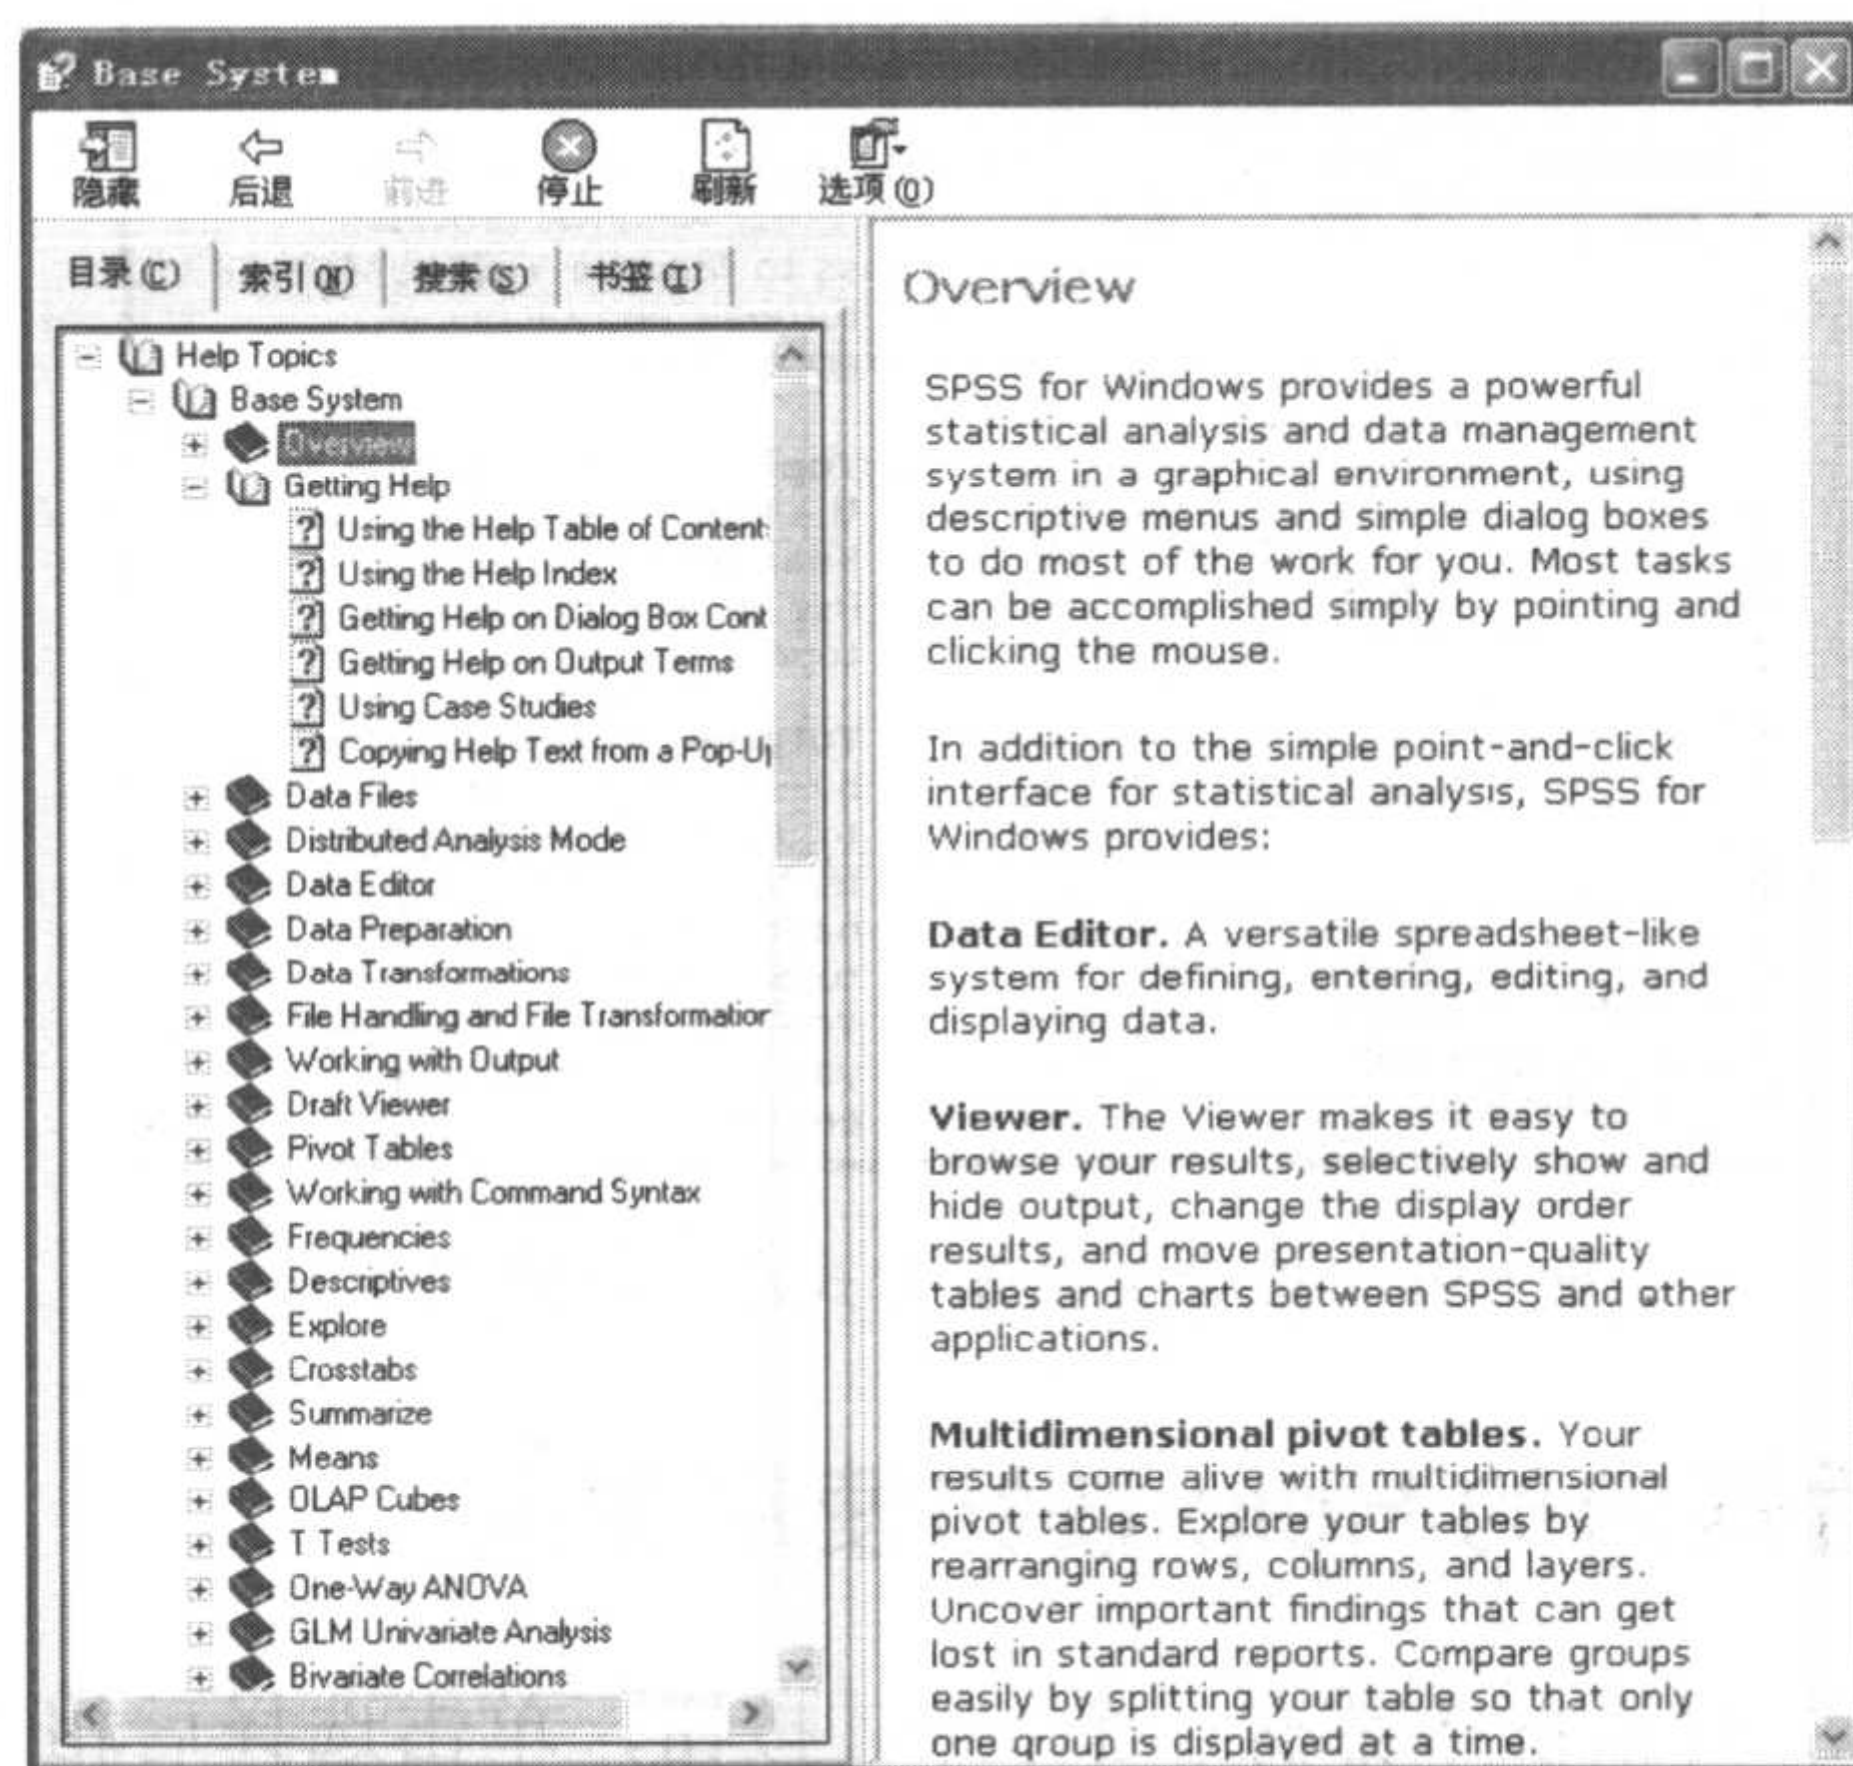 Base System
隐藏 后退 前进 停止 刷新 选项(O)
目录(C) 索引(N) 搜索(S) 书签(I)
Help Topics
Base System
Overview
Getting Help
Using the Help Table of Content
Using the Help Index
Getting Help on Dialog Box Cont
Getting Help on Output Terms
Using Case Studies
Copying Help Text from a Pop-U
Data Files
Distributed Analysis Mode
Data Editor
Data Preparation
Data Transformations
File Handling and File Transformation
Working with Output
Draft Viewer
Pivot Tables
Working with Command Syntax
Frequencies
Descriptives
Explore
Crosstabs
Summarize
Means
OLAP Cubes
T Tests
One-Way ANOVA
GLM Univariate Analysis
Bivariate Correlations
Overview
SPSS for Windows provides a powerful
statistical analysis and data management
system in a graphical environment, using
descriptive menus and simple dialog boxes
to do most of the work for you. Most tasks
can be accomplished simply by pointing and
clicking the mouse.
In addition to the simple point-and-click
interface for statistical analysis, SPSS for
Windows provides:
Data Editor. A versatile spreadsheet-like
system for defining, entering, editing, and
displaying data.
Viewer. The Viewer makes it easy to
browse your results, selectively show and
hide output, change the display order
results, and move presentation-quality
tables and charts between SPSS and other
applications.
Multidimensional pivot tables. Your
results come alive with multidimensional
pivot tables. Explore your tables by
rearranging rows, columns, and layers.
Uncover important findings that can get
lost in standard reports. Compare groups
easily by splitting your table so that only
one group is displayed at a time.